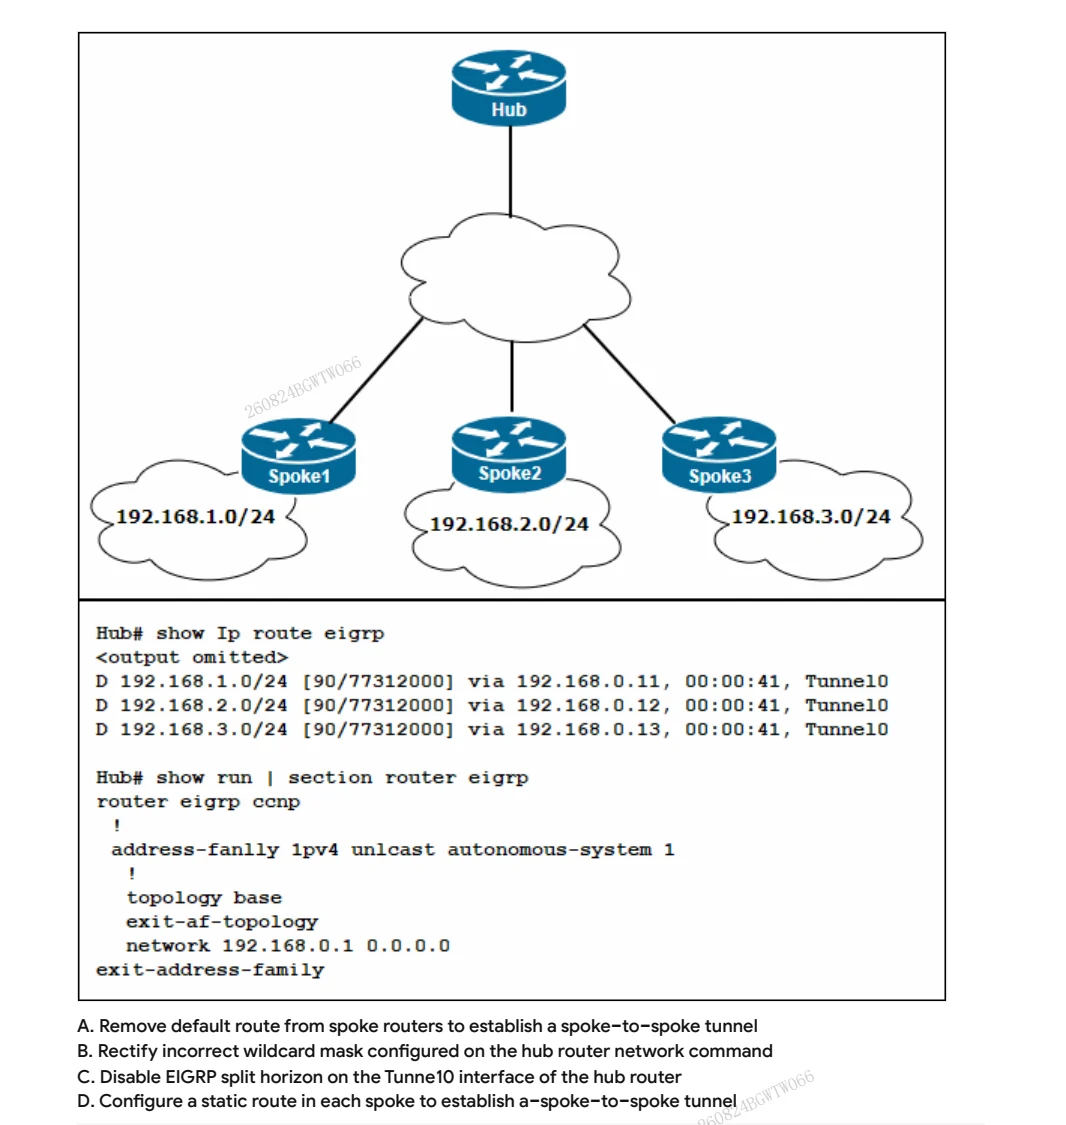 Hub
260824BGWTW066
Spoke1
Spoke2
Spoke3
192.168.1.0/24
192.168.2.0/24
192.168.3.0/24
Hub# show Ip route eigrp
<output omitted>
D 192.168.1.0/24 [90/77312000] via 192.168.0.11, 00:00:41, Tunnel0
D 192.168.2.0/24 [90/77312000] via 192.168.0.12, 00:00:41, Tunnel0
D 192.168.3.0/24 [90/77312000] via 192.168.0.13, 00:00:41, Tunnel0
Hub# show run | section router eigrp
router eigrp ccnp
!
address-fanlly 1pv4 unlcast autonomous-system 1
!
topology base
exit-af-topology
network 192.168.0.1 0.0.0.0
exit-address-family
A. Remove default route from spoke routers to establish a spoke-to-spoke tunnel
B. Rectify incorrect wildcard mask configured on the hub router network command
C. Disable EIGRP split horizon on the Tunne10 interface of the hub router
D. Configure a static route in each spoke to establish a-spoke-to-spoke tunnel
260824BGWTW066